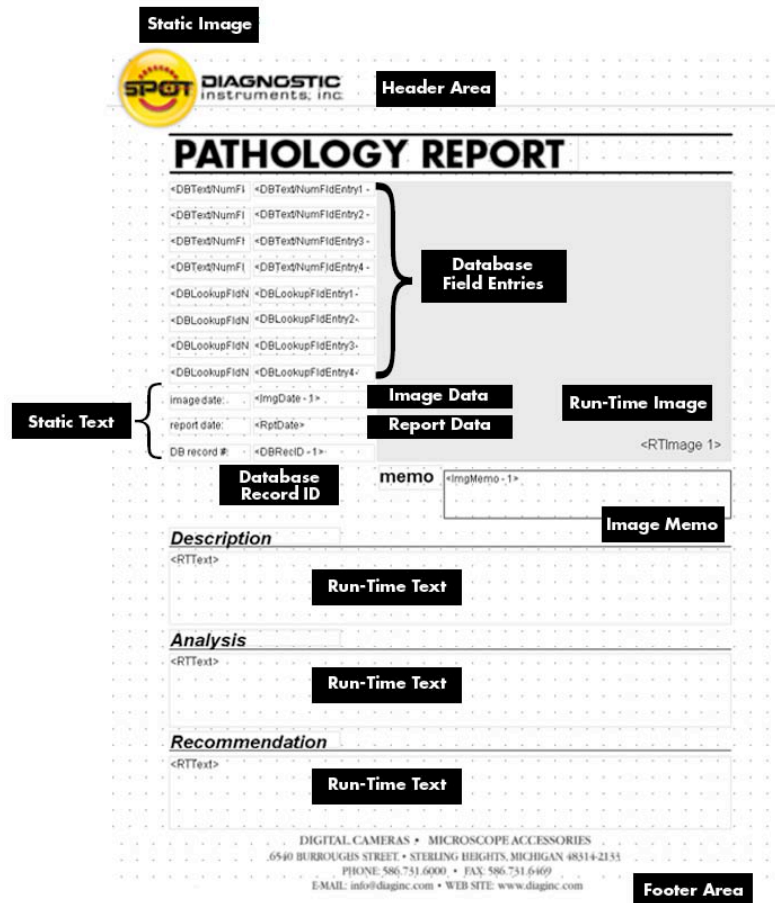 Static Image
SPOT DIAGNOSTIC
instruments, inc.
Header Area
PATHOLOGY REPORT
<DBText/NumFl <DBText/NumFldEntry1 -
<DBText/NumFl <DBText/NumFldEntry2 -
<DBText/NumFl <DBText/NumFldEntry3 -
<DBText/NumFl <DBText/NumFldEntry4 -
Database
Field Entries
<DBLookupFldN <DBLookupFldEntry1-
<DBLookupFldN <DBLookupFldEntry2-
<DBLookupFldN <DBLookupFldEntry3-
<DBLookupFldN <DBLookupFldEntry4-
Static Text
image date: <ImgDate - 1> Image Data
Run-Time Image
report date: <RptDate> Report Data
DB record #: <DBRecID - 1> <RTImage 1>
Database
Record ID
memo <ImgMemo - 1>
Image Memo
Description
<RTText>
Run-Time Text
Analysis
<RTText>
Run-Time Text
Recommendation
<RTText>
Run-Time Text
DIGITAL CAMERAS • MICROSCOPE ACCESSORIES
6540 BURROUGHS STREET • STERLING HEIGHTS, MICHIGAN 48314-2133
PHONE: 586.731.6000 • FAX: 586.731.6469
E-MAIL: info@diaginc.com • WEB SITE: www.diaginc.com
Footer Area